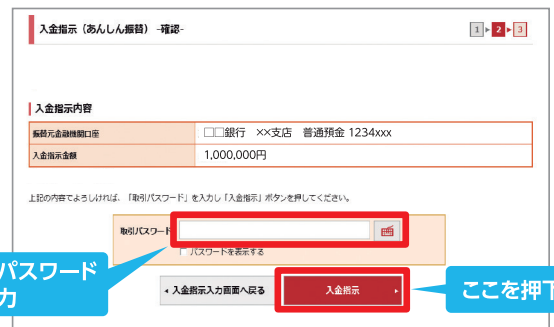 入金指示（あんしん振替） -確認-
1 2 3
入金指示内容
振替元金融機関口座 □□銀行 ××支店 普通預金 1234xxx
入金指示金額 1,000,000円
上記の内容でよろしければ、「取引パスワード」を入力し「入金指示」ボタンを押してください。
取引パスワード
パスワードを表示する
パスワード
力
入金指示入力画面へ戻る
入金指示
ここを押下